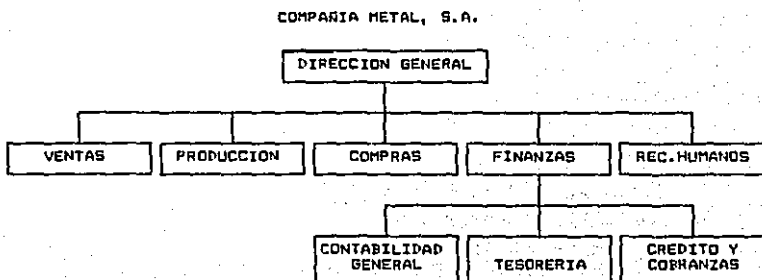 COMPAÑIA METAL, S.A.
DIRECCION GENERAL
VENTAS
PRODUCCION
COMPRAS
FINANZAS
REC.HUMANOS
CONTABILIDAD
GENERAL
TESORERIA
CREDITO Y
COBRANZAS